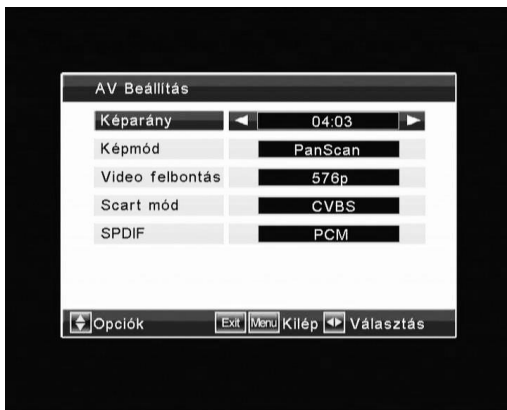 AV Beállítás
Képarány 04:03
Képmód PanScan
Video felbontás 576p
Scart mód CVBS
SPDIF PCM
Opciók Exit Menu Kilép Választás